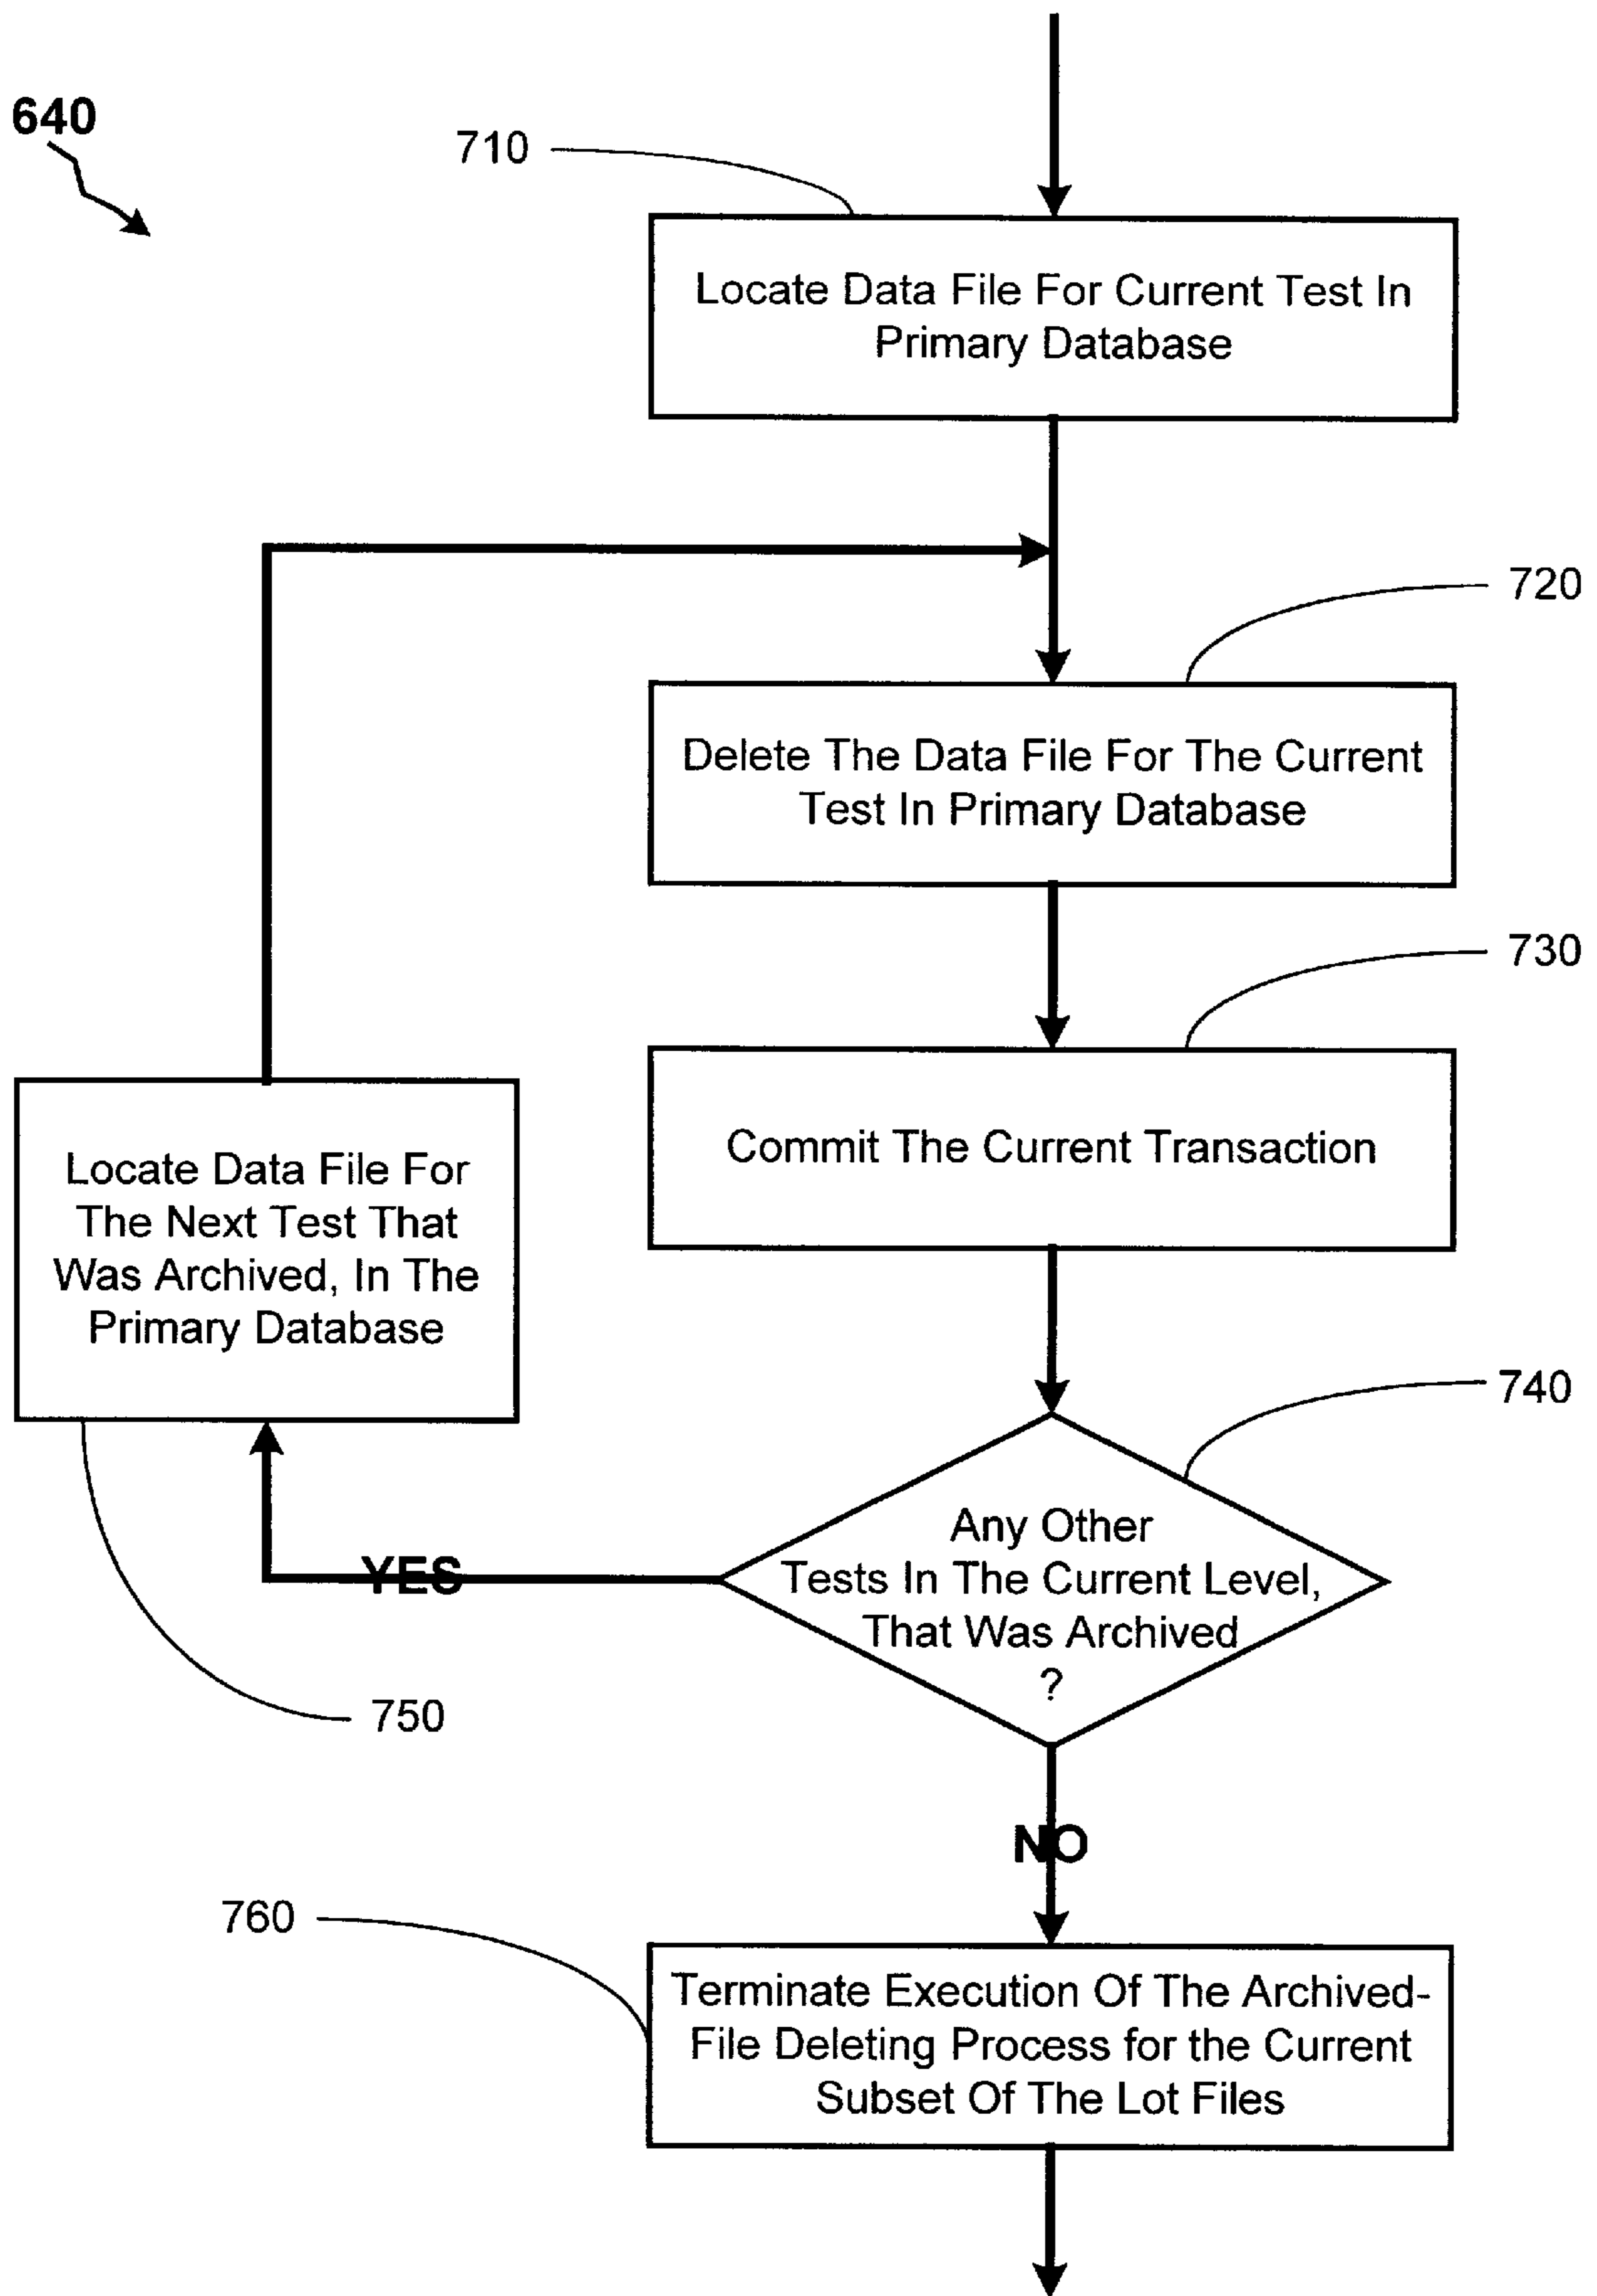 640
710
Locate Data File For Current Test In
Primary Database
720
Delete The Data File For The Current
Test In Primary Database
730
Commit The Current Transaction
Locate Data File For
The Next Test That
Was Archived, In The
Primary Database
740
Any Other
Tests In The Current Level,
That Was Archived
?
YES
750
NO
760
Terminate Execution Of The Archived-
File Deleting Process for the Current
Subset Of The Lot Files